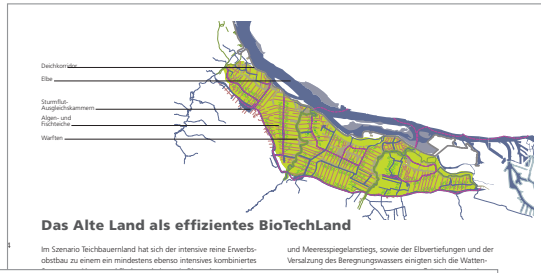 Deichkorridor
Elbe
Sturmflut-
Ausgleichskammern
Algen- und
Fischteiche
Warften
Das Alte Land als effizientes BioTechLand
4
Im Szenario Teichbauernland hat sich der intensive reine Erwerbs-
obstbau zu einem ein mindestens ebenso intensives kombiniertes
und Meeresspiegelanstiegs, sowie der Elbvertiefungen und der
Versalzung des Beregnungswassers einigten sich die Watten-